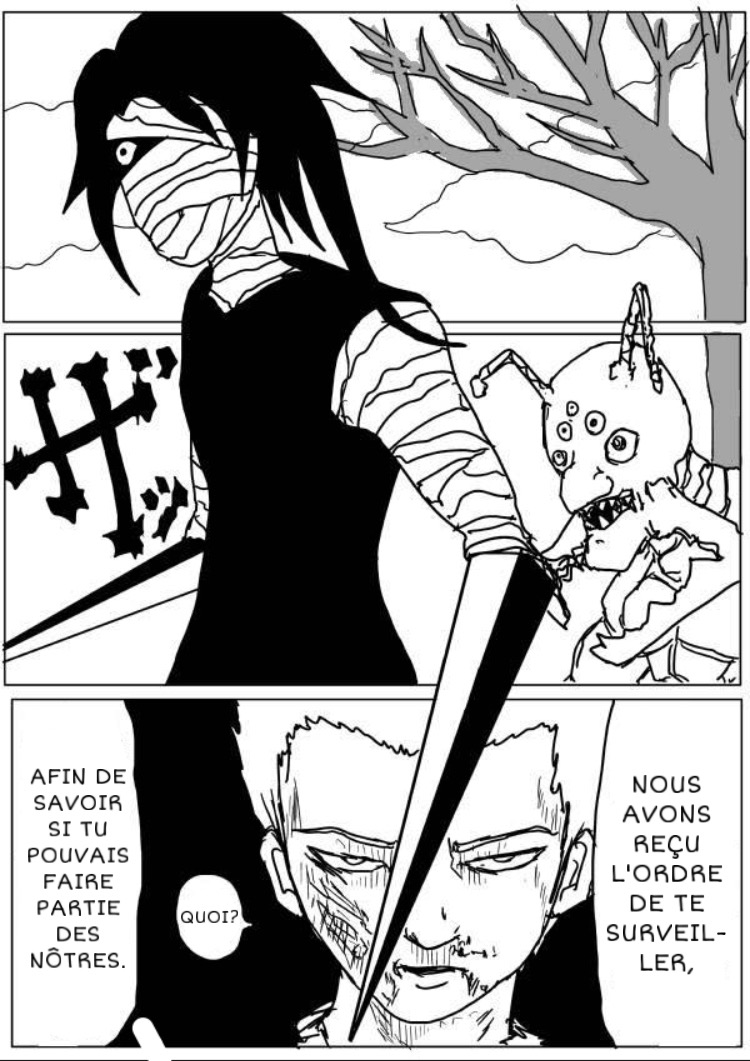 ザッ
NOUS
AVONS
REÇU
L'ORDRE
DE TE
SURVEIL-
LER,
AFIN DE
SAVOIR
SI TU
POUVAIS
FAIRE
PARTIE
DES
NÔTRES.
QUOI?